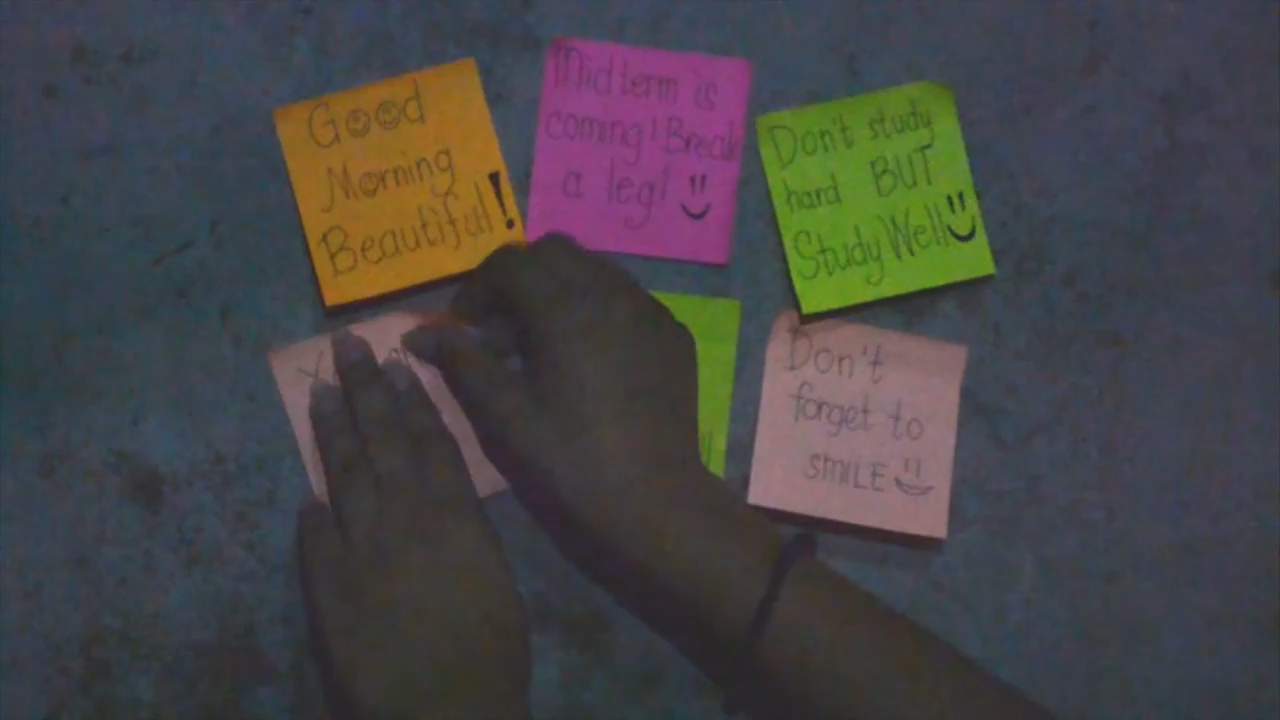 Good
Morning
Beautiful!
Midterm is
coming! Break
a leg!
Don't study
hard BUT
Study Well
Don't
forget to
SMILE